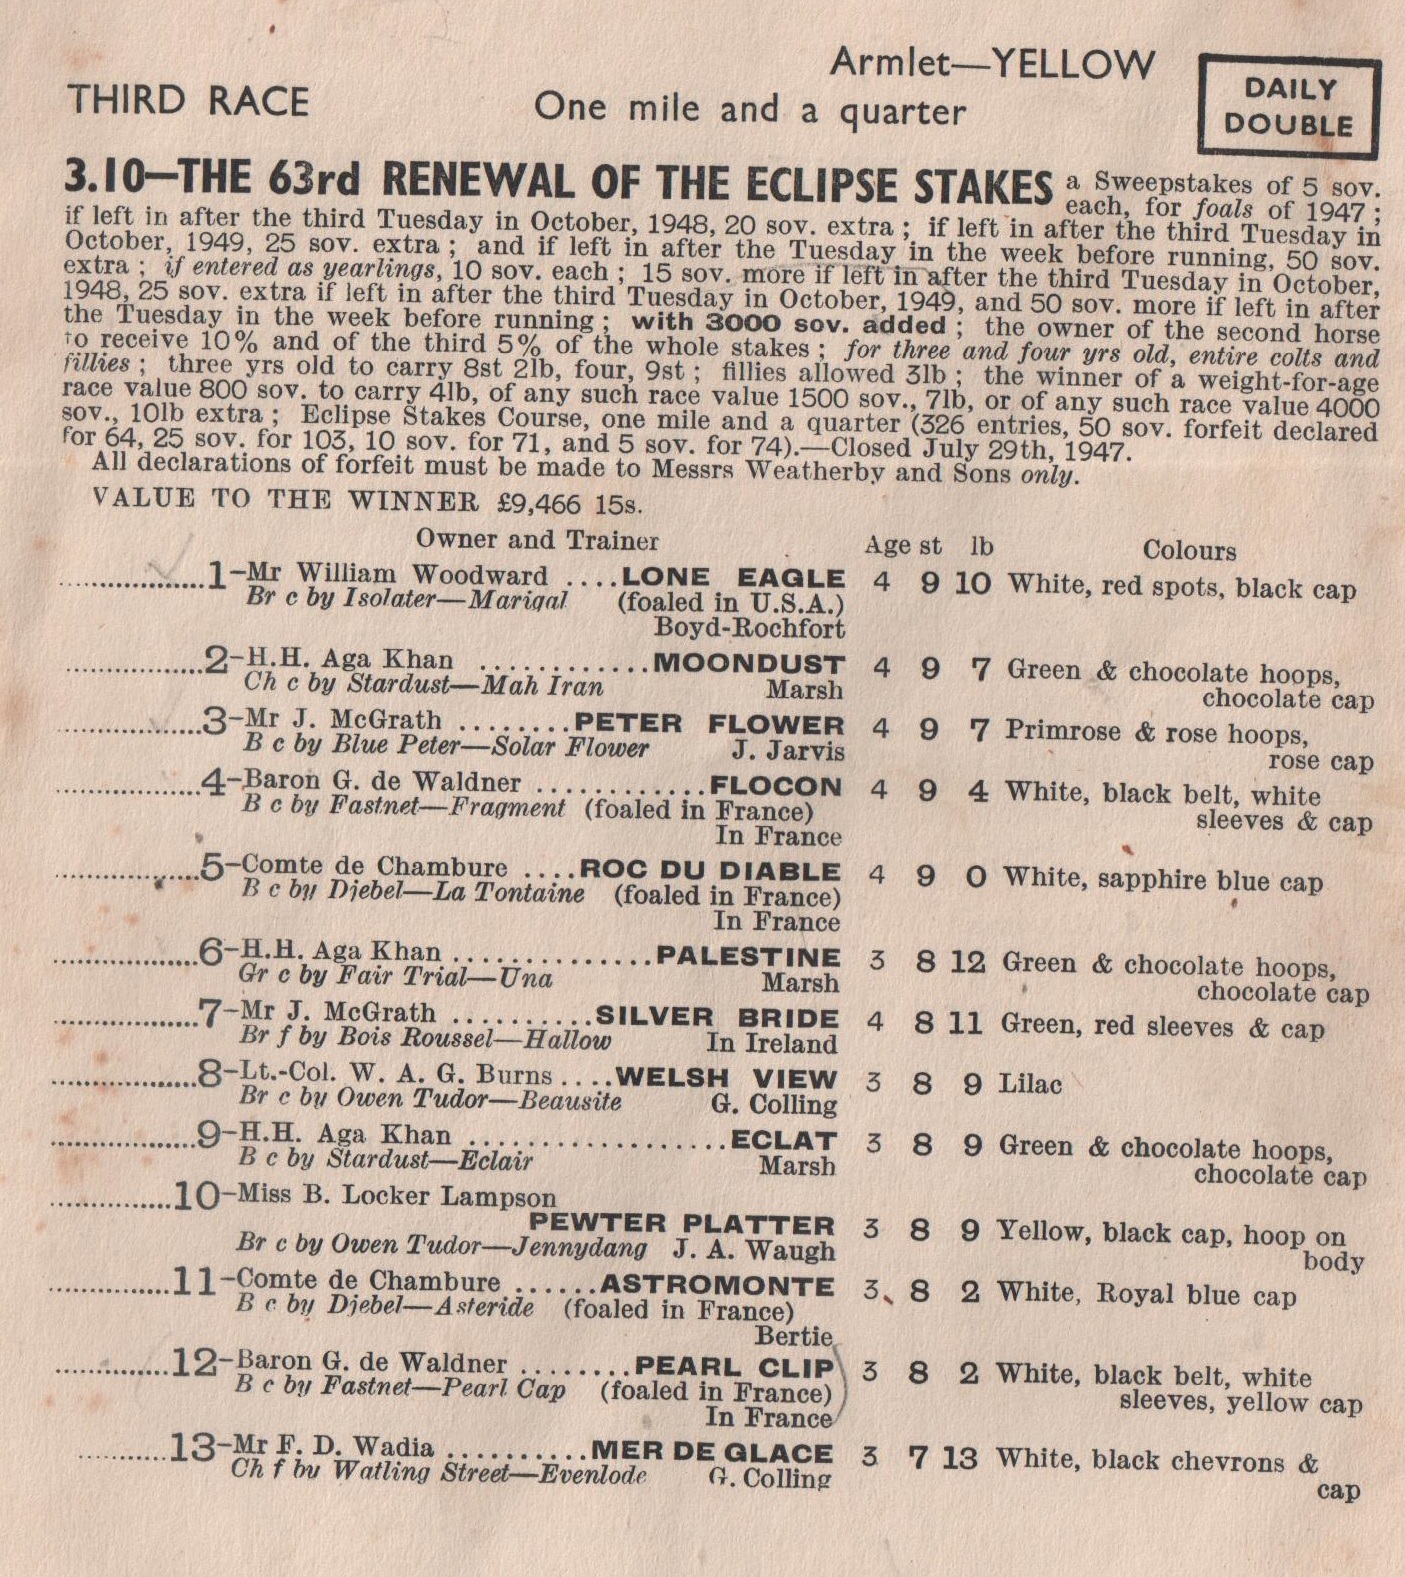 Armlet—YELLOW
THIRD RACE
One mile and a quarter
DAILY
DOUBLE
3.10—THE 63rd RENEWAL OF THE ECLIPSE STAKES a Sweepstakes of 5 sov.
each, for foals of 1947 ;
if left in after the third Tuesday in October, 1948, 20 sov. extra ; if left in after the third Tuesday in
October, 1949, 25 sov. extra ; and if left in after the Tuesday in the week before running, 50 sov.
extra ; if entered as yearlings, 10 sov. each ; 15 sov. more if left in after the third Tuesday in October,
1948, 25 sov. extra if left in after the third Tuesday in October, 1949, and 50 sov. more if left in after
the Tuesday in the week before running ; with 3000 sov. added ; the owner of the second horse
to receive 10% and of the third 5% of the whole stakes ; for three and four yrs old, entire colts and
fillies ; three yrs old to carry 8st 2lb, four, 9st ; fillies allowed 3lb ; the winner of a weight-for-age
race value 800 sov. to carry 4lb, of any such race value 1500 sov., 7lb, or of any such race value 4000
sov., 10lb extra ; Eclipse Stakes Course, one mile and a quarter (326 entries, 50 sov. forfeit declared
for 64, 25 sov. for 103, 10 sov. for 71, and 5 sov. for 74).—Closed July 29th, 1947.
All declarations of forfeit must be made to Messrs Weatherby and Sons only.
VALUE TO THE WINNER £9,466 15s.
Owner and Trainer Age st lb Colours
1—Mr William Woodward ....LONE EAGLE 4 9 10 White, red spots, black cap
Br c by Isolater—Marigal (foaled in U.S.A.)
Boyd-Rochfort
2—H.H. Aga Khan ............MOONDUST 4 9 7 Green & chocolate hoops,
Ch c by Stardust—Mah Iran Marsh chocolate cap
3—Mr J. McGrath ........PETER FLOWER 4 9 7 Primrose & rose hoops,
B c by Blue Peter—Solar Flower J. Jarvis rose cap
4—Baron G. de Waldner ............FLOCON 4 9 4 White, black belt, white
B c by Fastnet—Fragment (foaled in France) sleeves & cap
In France
5—Comte de Chambure ....ROC DU DIABLE 4 9 0 White, sapphire blue cap
B c by Djebel—La Tontaine (foaled in France)
In France
6—H.H. Aga Khan ..............PALESTINE 3 8 12 Green & chocolate hoops,
Gr c by Fair Trial—Una Marsh chocolate cap
7—Mr J. McGrath ..........SILVER BRIDE 4 8 11 Green, red sleeves & cap
Br f by Bois Roussel—Hallow In Ireland
8—Lt.-Col. W. A. G. Burns ....WELSH VIEW 3 8 9 Lilac
Br c by Owen Tudor—Beausite G. Colling
9—H.H. Aga Khan ..................ECLAT 3 8 9 Green & chocolate hoops,
B c by Stardust—Eclair Marsh chocolate cap
10—Miss B. Locker Lampson
PEWTER PLATTER 3 8 9 Yellow, black cap, hoop on
Br c by Owen Tudor—Jennydang J. A. Waugh body
11—Comte de Chambure ......ASTROMONTE 3 8 2 White, Royal blue cap
B c by Djebel—Asteride (foaled in France)
Bertie
12—Baron G. de Waldner ........PEARL CLIP 3 8 2 White, black belt, white
B c by Fastnet—Pearl Cap (foaled in France) sleeves, yellow cap
In France
13—Mr F. D. Wadia ..........MER DE GLACE 3 7 13 White, black chevrons &
Ch f by Watling Street—Evenlode G. Colling cap